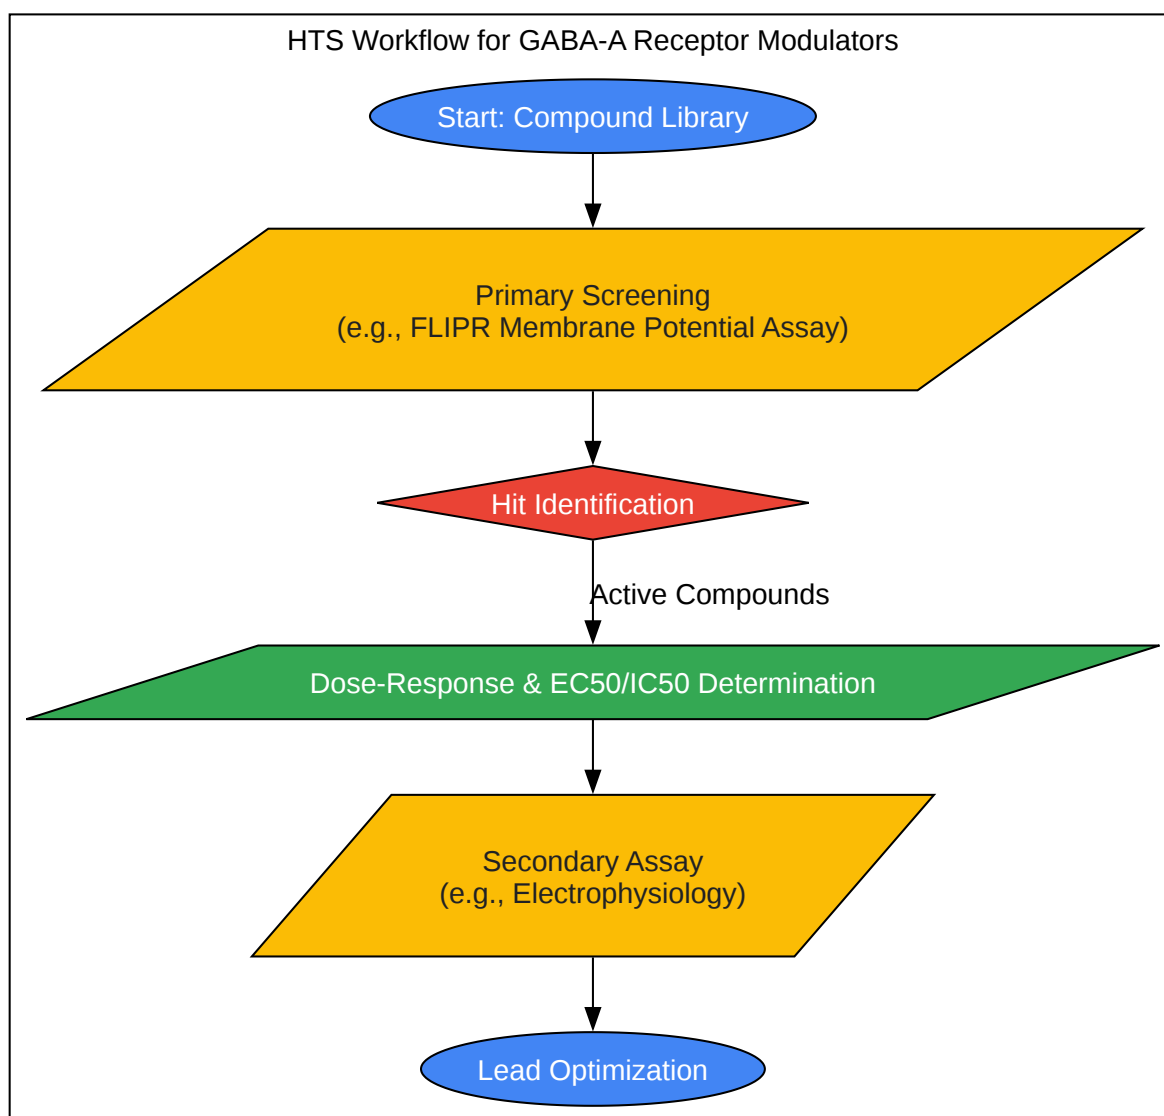 HTS Workflow for GABA-A Receptor Modulators
Start: Compound Library
Primary Screening
(e.g., FLIPR Membrane Potential Assay)
Hit Identification
Active Compounds
Dose-Response & EC50/IC50 Determination
Secondary Assay
(e.g., Electrophysiology)
Lead Optimization